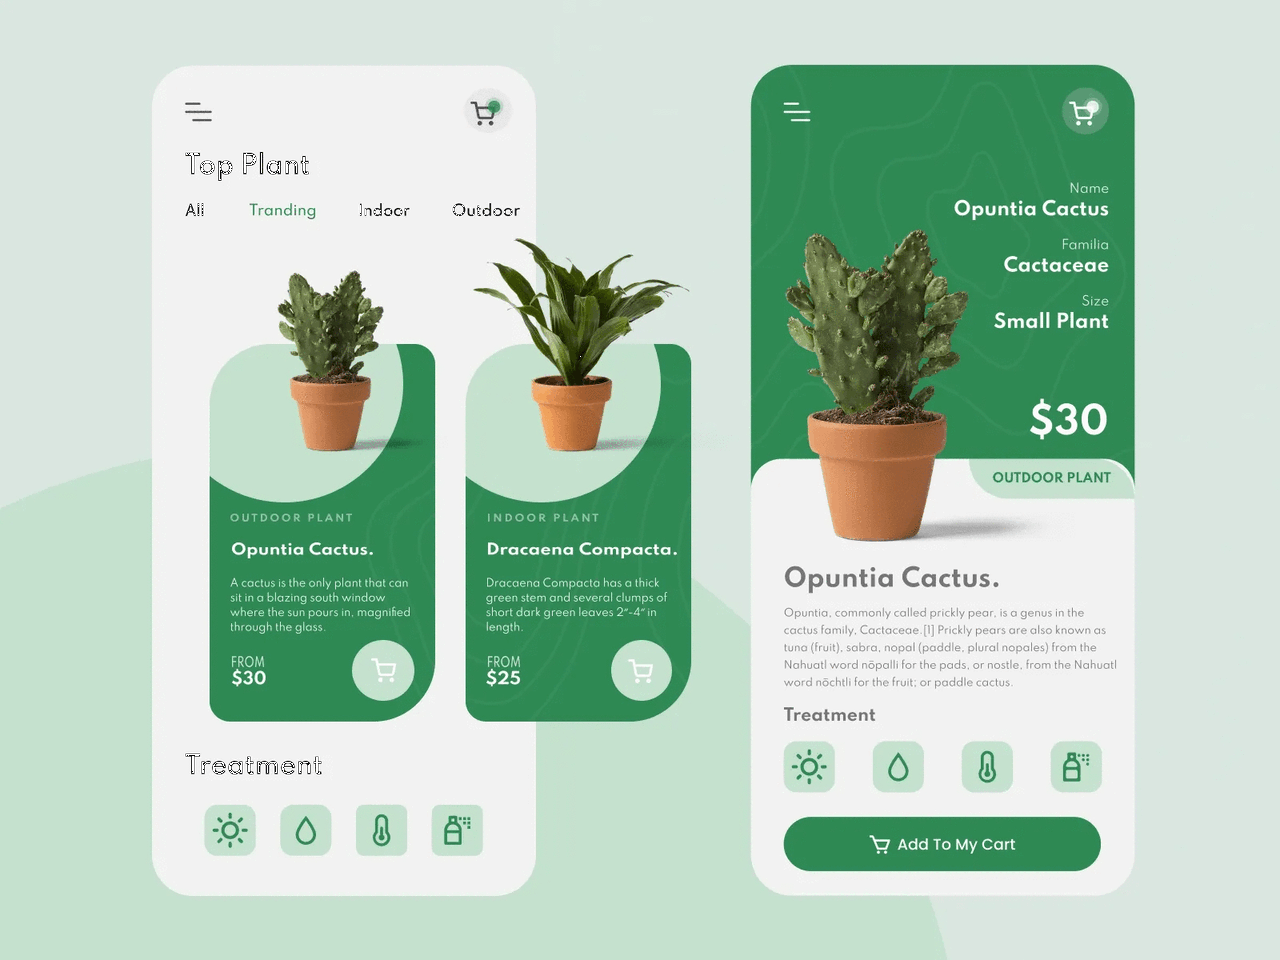 Top Plant
All Tranding Indoor Outdoor
OUTDOOR PLANT
Opuntia Cactus.
A cactus is the only plant that can
sit in a blazing south window
where the sun pours in, magnified
through the glass.
FROM
$30
INDOOR PLANT
Dracaena Compacta.
Dracaena Compacta has a thick
green stem and several clumps of
short dark green leaves 2"-4" in
length.
FROM
$25
Treatment
Name
Opuntia Cactus
Familia
Cactaceae
Size
Small Plant
$30
OUTDOOR PLANT
Opuntia Cactus.
Opuntia, commonly called prickly pear, is a genus in the
cactus family, Cactaceae.[1] Prickly pears are also known as
tuna (fruit), sabra, nopal (paddle, plural nopales) from the
Nahuatl word nōpalli for the pads, or nostle, from the Nahuatl
word nōchtli for the fruit; or paddle cactus.
Treatment
Add To My Cart